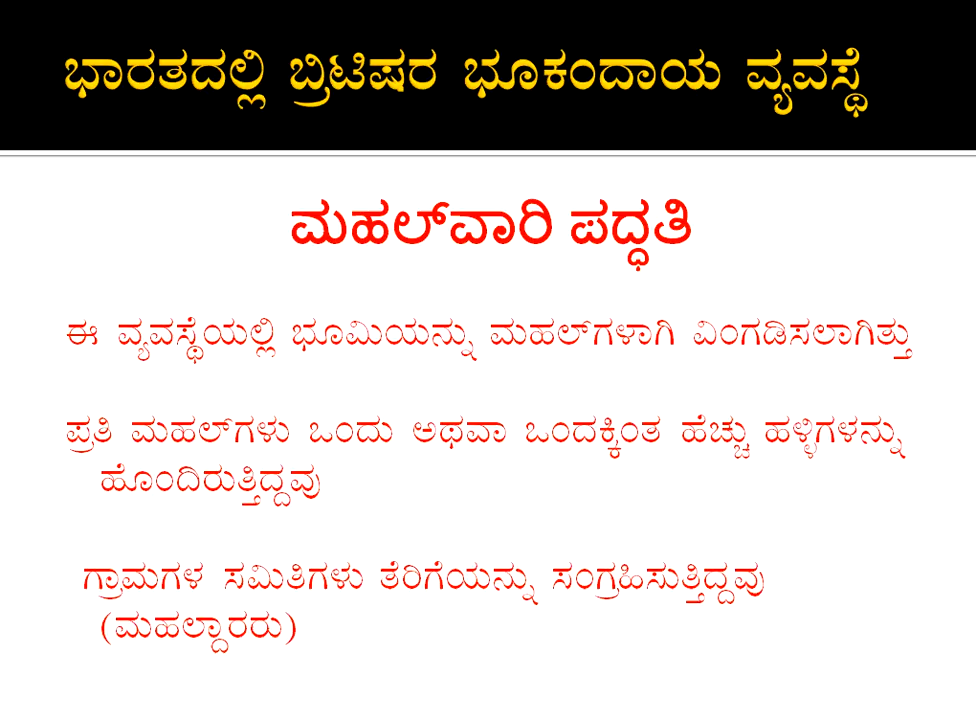 ಭಾರತದಲ್ಲಿ ಬ್ರಿಟಿಷರ ಭೂಕಂದಾಯ ವ್ಯವಸ್ಥೆ
ಮಹಲ್‌ವಾರಿ ಪದ್ಧತಿ
ಈ ವ್ಯವಸ್ಥೆಯಲ್ಲಿ ಭೂಮಿಯನ್ನು ಮಹಲ್‌ಗಳಾಗಿ ವಿಂಗಡಿಸಲಾಗಿತ್ತು
ಪ್ರತಿ ಮಹಲ್‌ಗಳು ಒಂದು ಅಥವಾ ಒಂದಕ್ಕಿಂತ ಹೆಚ್ಚು ಹಳ್ಳಿಗಳನ್ನು
ಹೊಂದಿರುತ್ತಿದ್ದವು
ಗ್ರಾಮಗಳ ಸಮಿತಿಗಳು ತೆರಿಗೆಯನ್ನು ಸಂಗ್ರಹಿಸುತ್ತಿದ್ದವು
(ಮಹಲ್ದಾರರು)